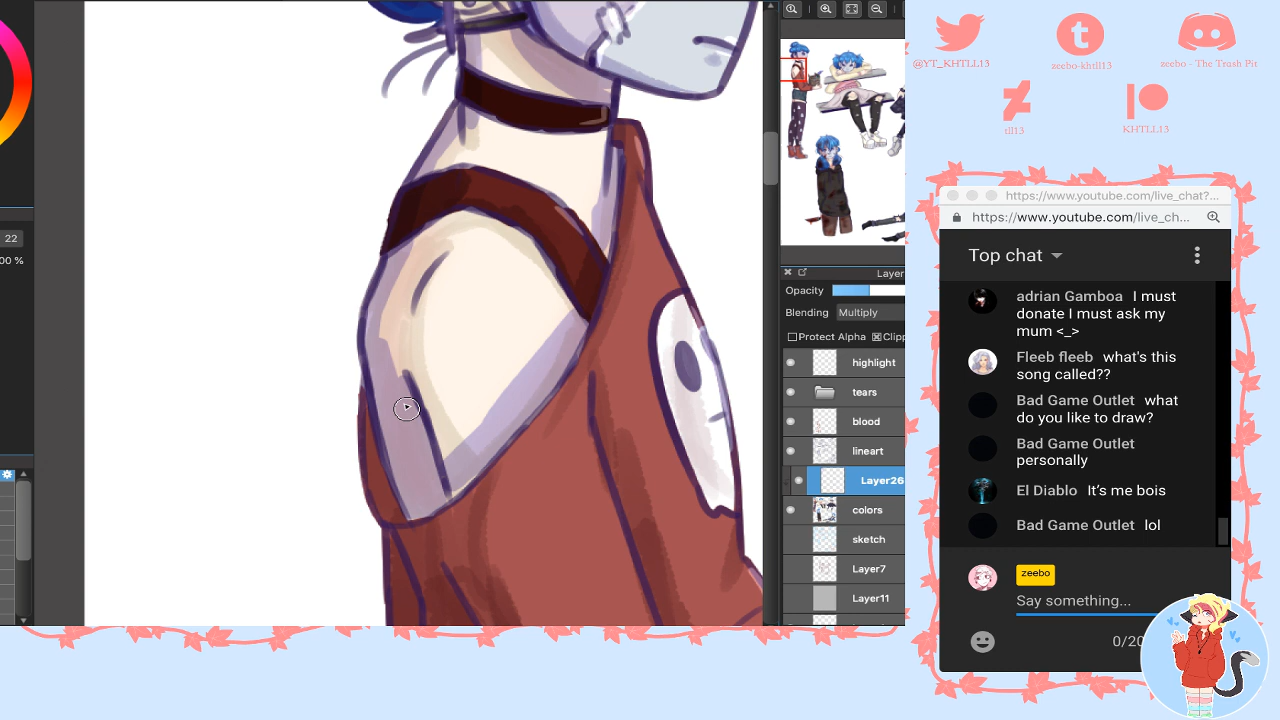 22
00 %
Layer
Opacity
Blending Multiply
Protect Alpha Clipp
highlight
tears
blood
lineart
Layer26
colors
sketch
Layer7
Layer11
@YT_KHTLL13
zeebo-khtll13
zeebo - The Trash Pit
tll13
KHTLL13
https://www.youtube.com/live_chat?...
https://www.youtube.com/live_ch...
Top chat
adrian Gamboa I must
donate I must ask my
mum <_>
Fleeb fleeb what's this
song called??
Bad Game Outlet what
do you like to draw?
Bad Game Outlet
personally
El Diablo It's me bois
Bad Game Outlet lol
zeebo
Say something...
0/20